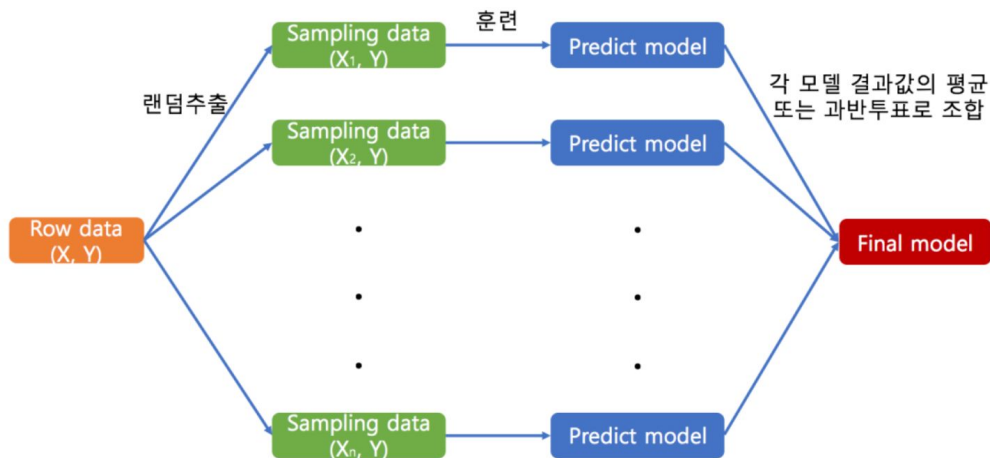 Sampling data
(X₁, Y)
훈련
Predict model
랜덤추출
각 모델 결과값의 평균
또는 과반투표로 조합
Sampling data
(X₂, Y)
Predict model
Row data
(X, Y)
Final model
Sampling data
(Xₙ, Y)
Predict model